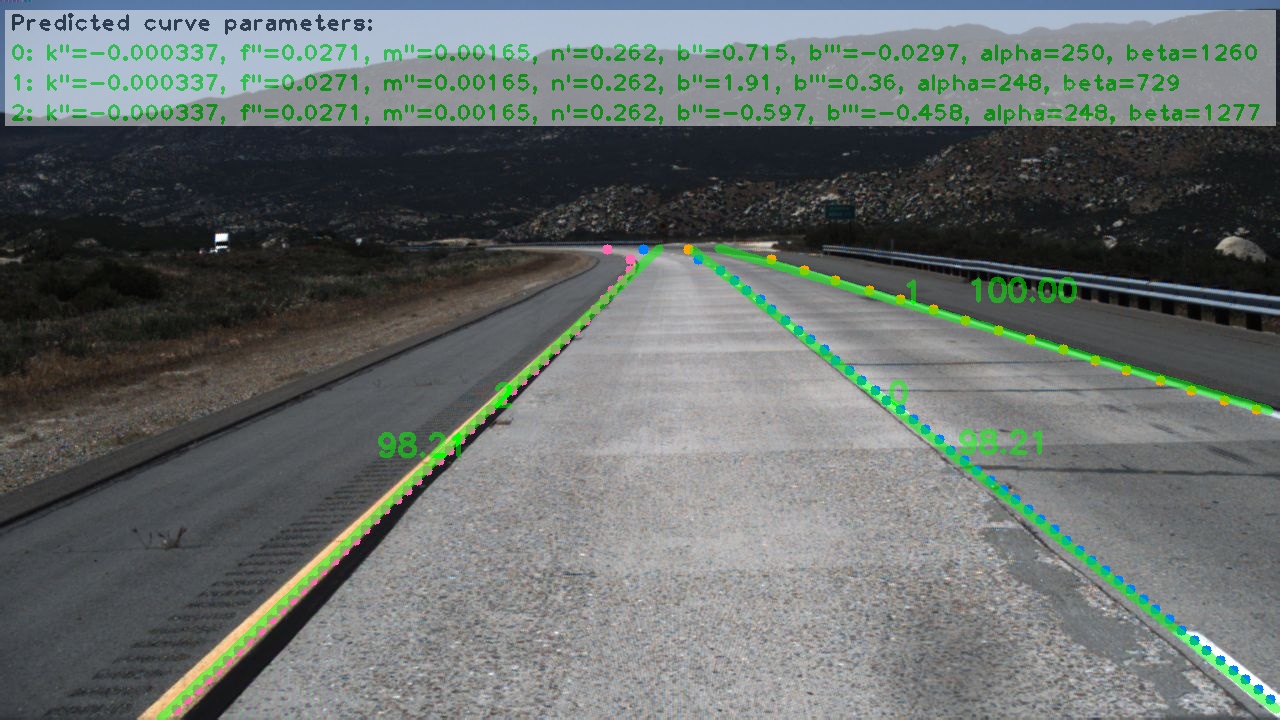 Predicted curve parameters:
0: k''=-0.000337, f''=0.0271, m''=0.00165, n'=0.262, b''=0.715, b'''=-0.0297, alpha=250, beta=1260
1: k''=-0.000337, f''=0.0271, m''=0.00165, n'=0.262, b''=1.91, b'''=0.36, alpha=248, beta=729
2: k''=-0.000337, f''=0.0271, m''=0.00165, n'=0.262, b''=-0.597, b'''=-0.458, alpha=248, beta=1277
1 100.00
2 0
98.21 98.21